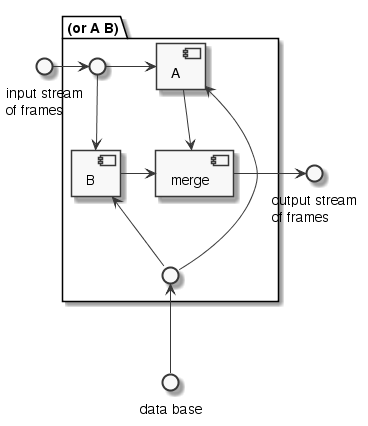 (or A B)
A
input stream
of frames
B
merge
output stream
of frames
data base